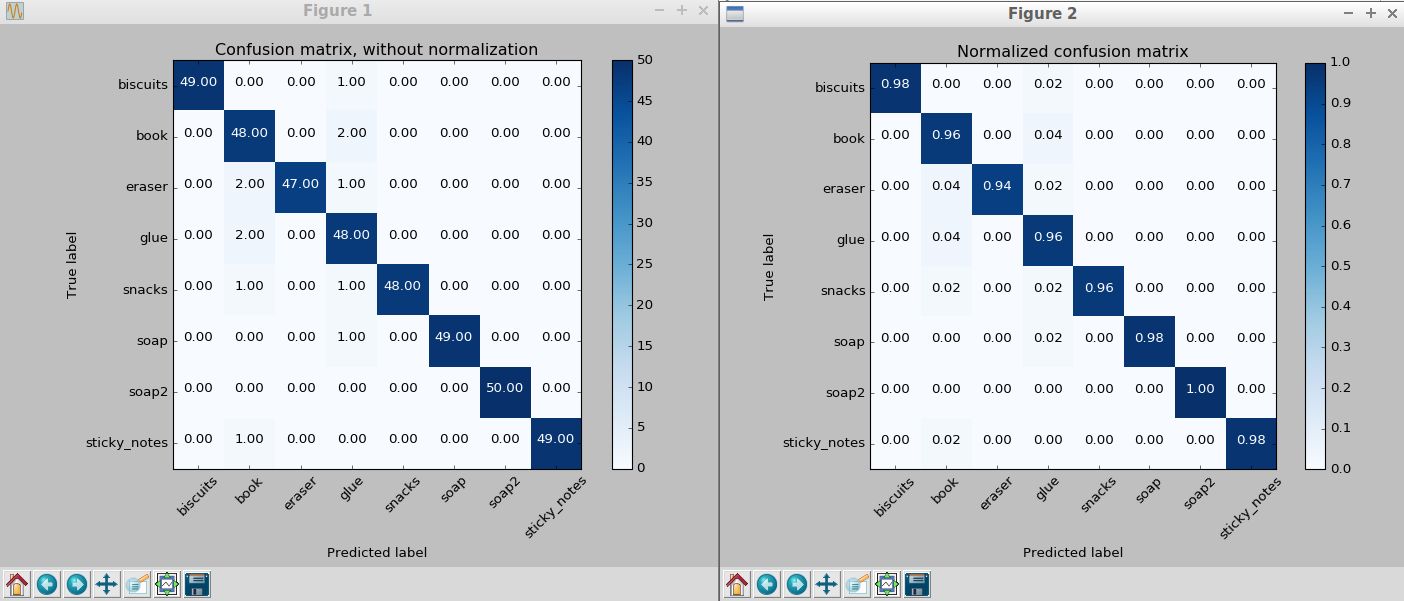 Figure 1
Confusion matrix, without normalization
biscuits 49.00 0.00 0.00 1.00 0.00 0.00 0.00 0.00
book 0.00 48.00 0.00 2.00 0.00 0.00 0.00 0.00
eraser 0.00 2.00 47.00 1.00 0.00 0.00 0.00 0.00
glue 0.00 2.00 0.00 48.00 0.00 0.00 0.00 0.00
snacks 0.00 1.00 0.00 1.00 48.00 0.00 0.00 0.00
soap 0.00 0.00 0.00 1.00 0.00 49.00 0.00 0.00
soap2 0.00 0.00 0.00 0.00 0.00 0.00 50.00 0.00
sticky_notes 0.00 1.00 0.00 0.00 0.00 0.00 0.00 49.00
True label
biscuits book eraser glue snacks soap soap2 sticky_notes
Predicted label
50
45
40
35
30
25
20
15
10
5
0
Figure 2
Normalized confusion matrix
biscuits 0.98 0.00 0.00 0.02 0.00 0.00 0.00 0.00
book 0.00 0.96 0.00 0.04 0.00 0.00 0.00 0.00
eraser 0.00 0.04 0.94 0.02 0.00 0.00 0.00 0.00
glue 0.00 0.04 0.00 0.96 0.00 0.00 0.00 0.00
snacks 0.00 0.02 0.00 0.02 0.96 0.00 0.00 0.00
soap 0.00 0.00 0.00 0.02 0.00 0.98 0.00 0.00
soap2 0.00 0.00 0.00 0.00 0.00 0.00 1.00 0.00
sticky_notes 0.00 0.02 0.00 0.00 0.00 0.00 0.00 0.98
True label
biscuits book eraser glue snacks soap soap2 sticky_notes
Predicted label
1.0
0.9
0.8
0.7
0.6
0.5
0.4
0.3
0.2
0.1
0.0